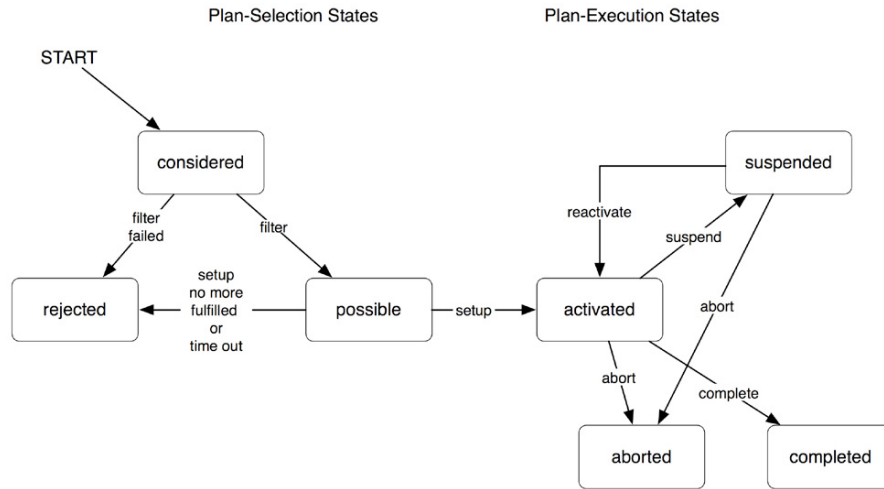 Plan-Selection States
Plan-Execution States
START
considered
suspended
filter
failed
filter
reactivate
suspend
setup
no more
fulfilled
or
time out
rejected
possible
setup
activated
abort
abort
complete
aborted
completed